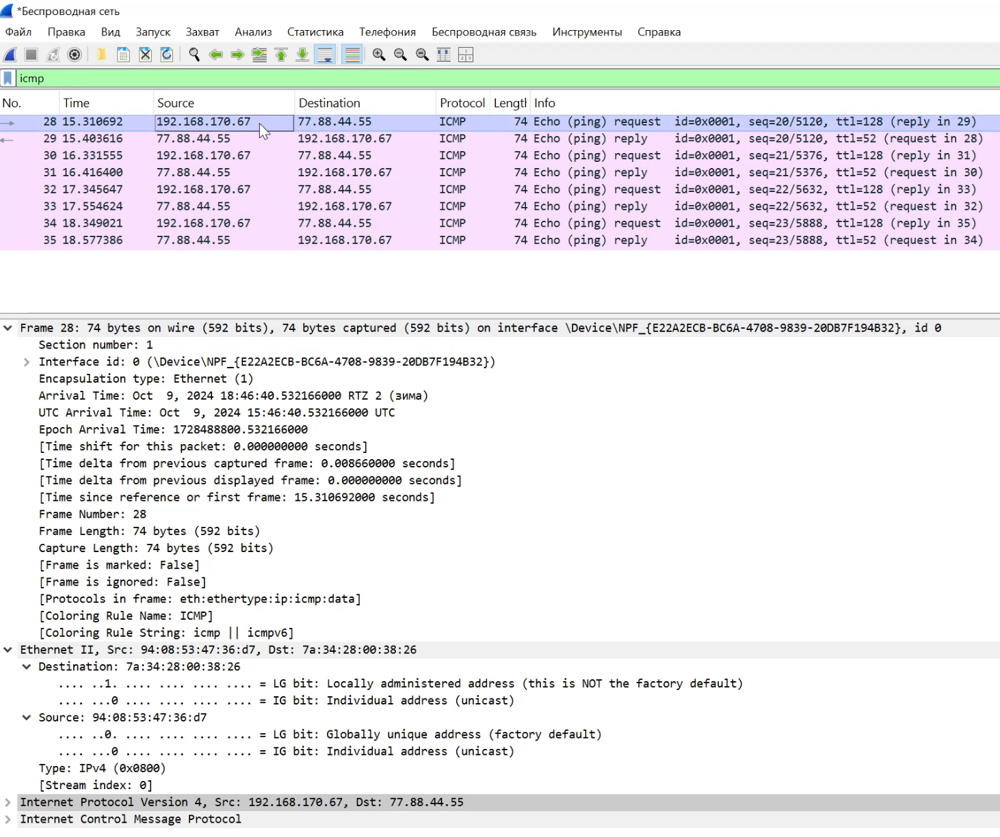 *Беспроводная сеть
Файл Правка Вид Запуск Захват Анализ Статистика Телефония Беспроводная связь Инструменты Справка
icmp
No. Time Source Destination Protocol Lengtl Info
28 15.310692 192.168.170.67 77.88.44.55 ICMP 74 Echo (ping) request id=0x0001, seq=20/5120, ttl=128 (reply in 29)
29 15.403616 77.88.44.55 192.168.170.67 ICMP 74 Echo (ping) reply id=0x0001, seq=20/5120, ttl=52 (request in 28)
30 16.331555 192.168.170.67 77.88.44.55 ICMP 74 Echo (ping) request id=0x0001, seq=21/5376, ttl=128 (reply in 31)
31 16.416400 77.88.44.55 192.168.170.67 ICMP 74 Echo (ping) reply id=0x0001, seq=21/5376, ttl=52 (request in 30)
32 17.345647 192.168.170.67 77.88.44.55 ICMP 74 Echo (ping) request id=0x0001, seq=22/5632, ttl=128 (reply in 33)
33 17.554624 77.88.44.55 192.168.170.67 ICMP 74 Echo (ping) reply id=0x0001, seq=22/5632, ttl=52 (request in 32)
34 18.349021 192.168.170.67 77.88.44.55 ICMP 74 Echo (ping) request id=0x0001, seq=23/5888, ttl=128 (reply in 35)
35 18.577386 77.88.44.55 192.168.170.67 ICMP 74 Echo (ping) reply id=0x0001, seq=23/5888, ttl=52 (request in 34)
Frame 28: 74 bytes on wire (592 bits), 74 bytes captured (592 bits) on interface \Device\NPF_{E22A2ECB-BC6A-4708-9839-20DB7F194B32}, id 0
Section number: 1
Interface id: 0 (\Device\NPF_{E22A2ECB-BC6A-4708-9839-20DB7F194B32})
Encapsulation type: Ethernet (1)
Arrival Time: Oct  9, 2024 18:46:40.532166000 RTZ 2 (зима)
UTC Arrival Time: Oct  9, 2024 15:46:40.532166000 UTC
Epoch Arrival Time: 1728488800.532166000
[Time shift for this packet: 0.000000000 seconds]
[Time delta from previous captured frame: 0.008660000 seconds]
[Time delta from previous displayed frame: 0.000000000 seconds]
[Time since reference or first frame: 15.310692000 seconds]
Frame Number: 28
Frame Length: 74 bytes (592 bits)
Capture Length: 74 bytes (592 bits)
[Frame is marked: False]
[Frame is ignored: False]
[Protocols in frame: eth:ethertype:ip:icmp:data]
[Coloring Rule Name: ICMP]
[Coloring Rule String: icmp || icmpv6]
Ethernet II, Src: 94:08:53:47:36:d7, Dst: 7a:34:28:00:38:26
Destination: 7a:34:28:00:38:26
.... ..1. .... .... .... .... = LG bit: Locally administered address (this is NOT the factory default)
.... ...0 .... .... .... .... = IG bit: Individual address (unicast)
Source: 94:08:53:47:36:d7
.... ..0. .... .... .... .... = LG bit: Globally unique address (factory default)
.... ...0 .... .... .... .... = IG bit: Individual address (unicast)
Type: IPv4 (0x0800)
[Stream index: 0]
Internet Protocol Version 4, Src: 192.168.170.67, Dst: 77.88.44.55
Internet Control Message Protocol